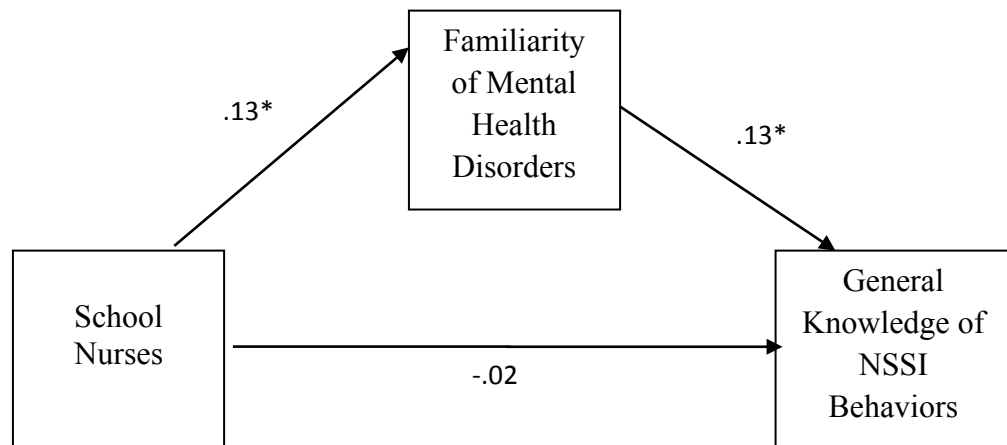 Familiarity
of Mental
Health
Disorders
.13*
.13*
School
Nurses
-.02
General
Knowledge of
NSSI
Behaviors